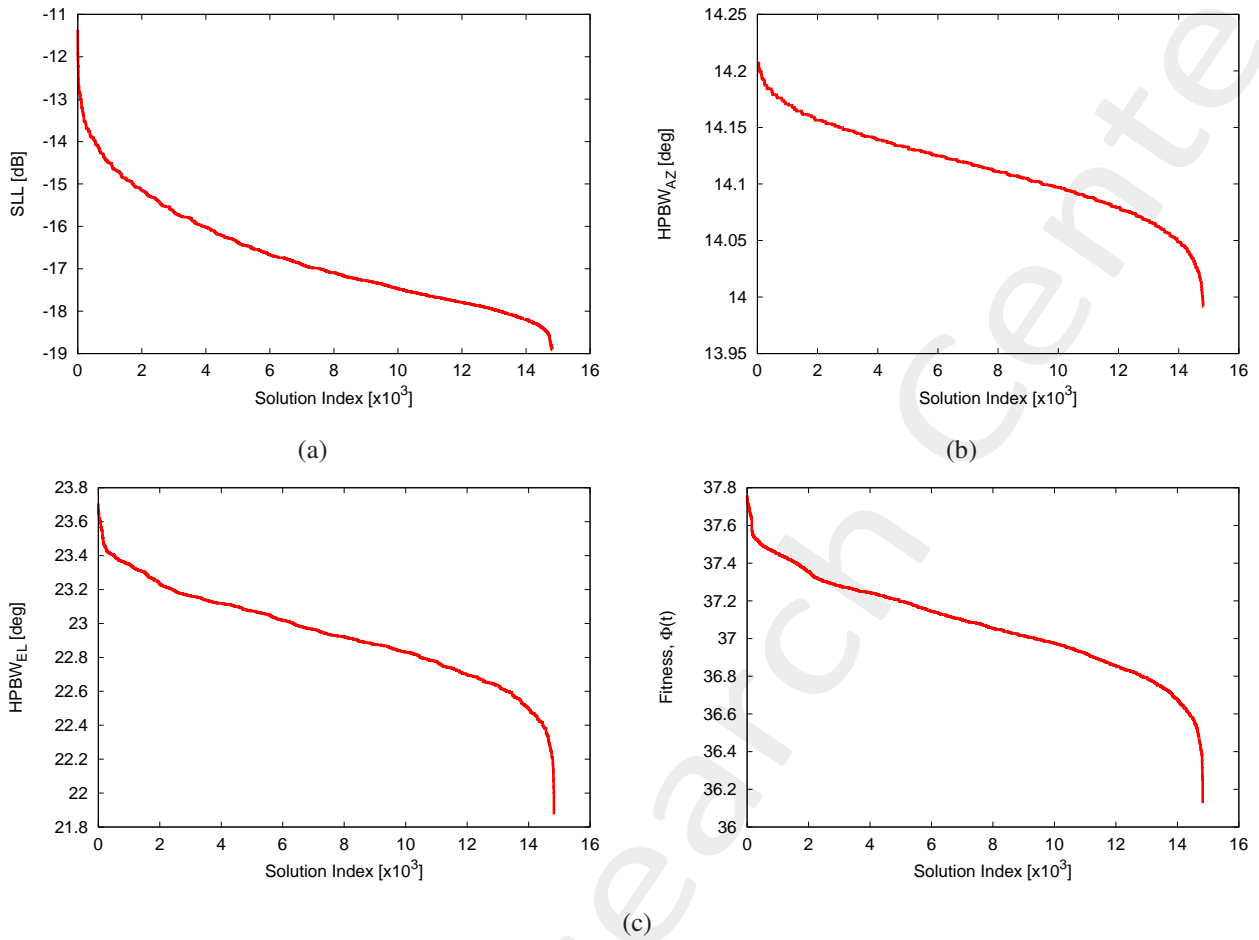 -11
-12
-13
-14
-15
-16
-17
-18
-19
0 2 4 6 8 10 12 14 16
SLL [dB]
Solution Index [x10³]
(a)
14.25
14.2
14.15
14.1
14.05
14
13.95
0 2 4 6 8 10 12 14 16
HPBW_AZ [deg]
Solution Index [x10³]
(b)
23.8
23.6
23.4
23.2
23
22.8
22.6
22.4
22.2
22
21.8
0 2 4 6 8 10 12 14 16
HPBW_EL [deg]
Solution Index [x10³]
37.8
37.6
37.4
37.2
37
36.8
36.6
36.4
36.2
36
0 2 4 6 8 10 12 14 16
Fitness, Φ(t)
Solution Index [x10³]
(c)
earch Cente